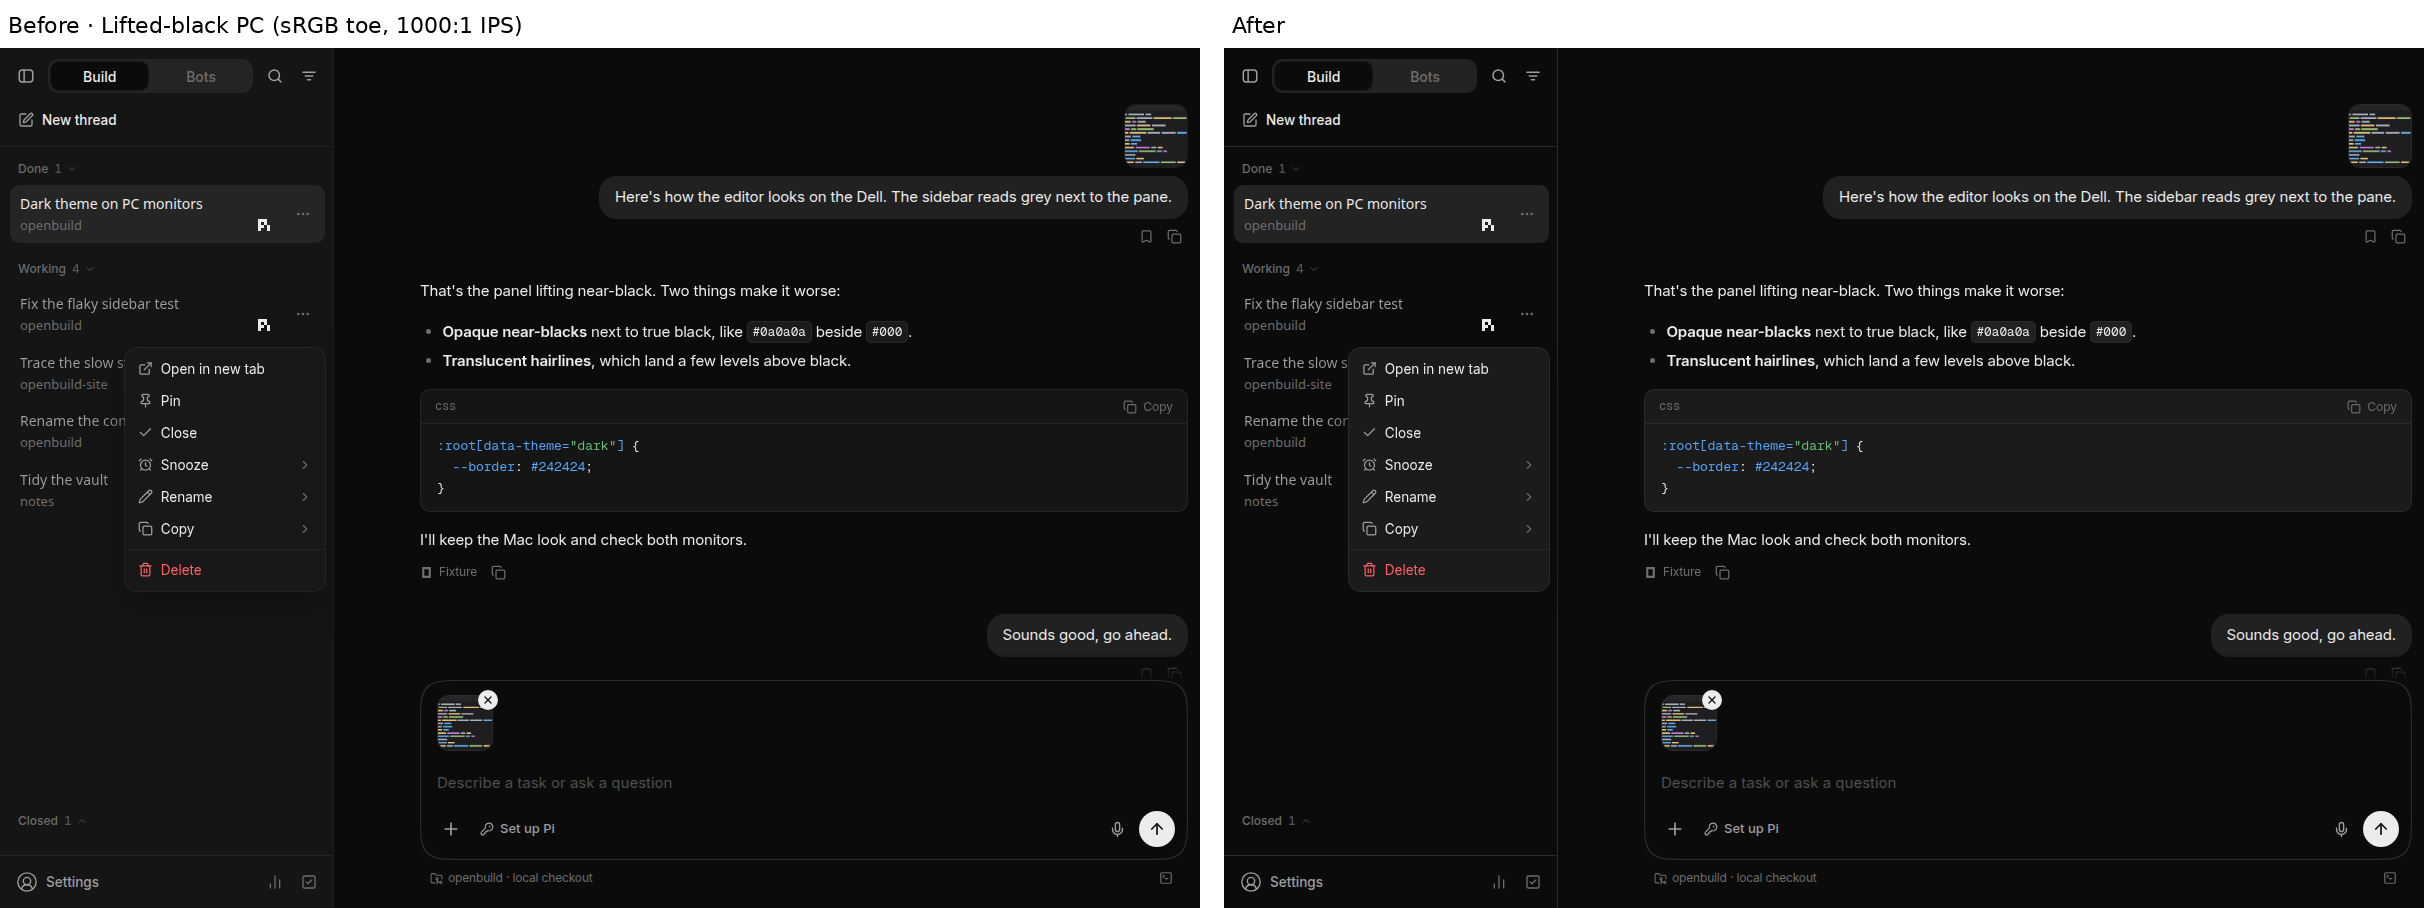 Before · Lifted-black PC (sRGB toe, 1000:1 IPS)
Build Bots
New thread
Done 1
Dark theme on PC monitors
openbuild
Working 4
Fix the flaky sidebar test
openbuild
Trace the slow s
openbuild-site
Rename the cor
openbuild
Tidy the vault
notes
Open in new tab
Pin
Close
Snooze
Rename
Copy
Delete
Closed 1
Settings
Here's how the editor looks on the Dell. The sidebar reads grey next to the pane.
That's the panel lifting near-black. Two things make it worse:
• Opaque near-blacks next to true black, like #0a0a0a beside #000.
• Translucent hairlines, which land a few levels above black.
css Copy
:root[data-theme="dark"] {
--border: #242424;
}
I'll keep the Mac look and check both monitors.
Fixture
Sounds good, go ahead.
Describe a task or ask a question
Set up Pi
openbuild · local checkout
After
Build Bots
New thread
Done 1
Dark theme on PC monitors
openbuild
Working 4
Fix the flaky sidebar test
openbuild
Trace the slow s
openbuild-site
Rename the cor
openbuild
Tidy the vault
notes
Open in new tab
Pin
Close
Snooze
Rename
Copy
Delete
Closed 1
Settings
Here's how the editor looks on the Dell. The sidebar reads grey next to the pane.
That's the panel lifting near-black. Two things make it worse:
• Opaque near-blacks next to true black, like #0a0a0a beside #000.
• Translucent hairlines, which land a few levels above black.
css Copy
:root[data-theme="dark"] {
--border: #242424;
}
I'll keep the Mac look and check both monitors.
Fixture
Sounds good, go ahead.
Describe a task or ask a question
Set up Pi
openbuild · local checkout